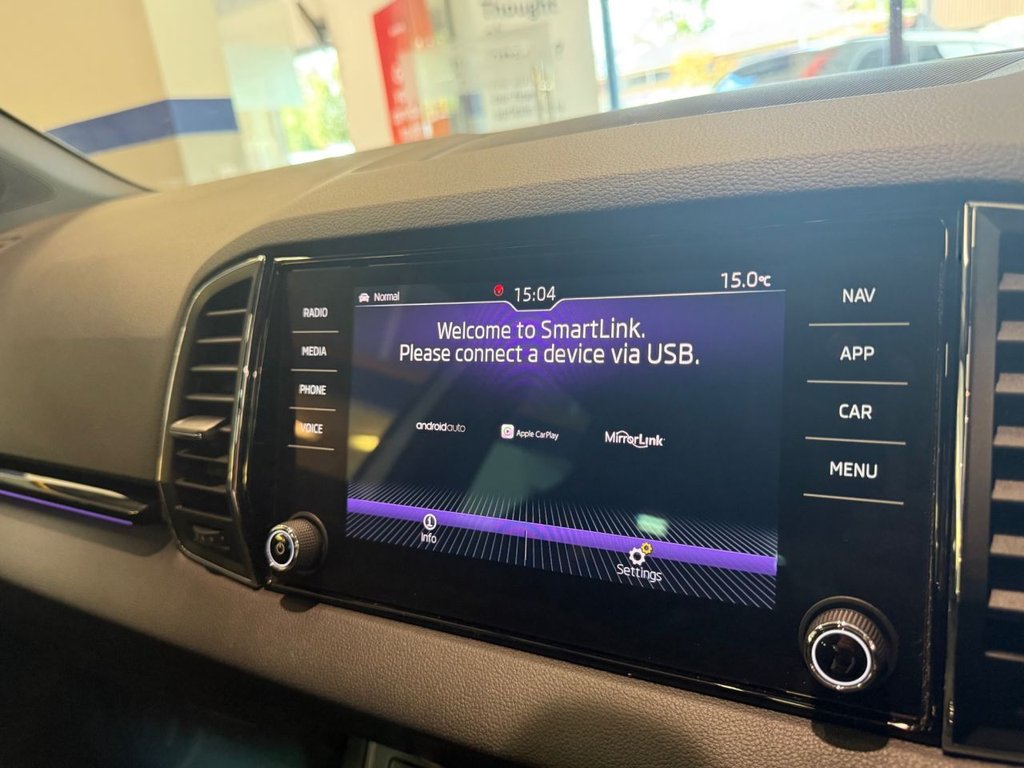 Thought
Normal
15:04
15.0°C
RADIO
MEDIA
PHONE
VOICE
Welcome to SmartLink.
Please connect a device via USB.
androidauto
Apple CarPlay
MirrorLink
Info
Settings
NAV
APP
CAR
MENU